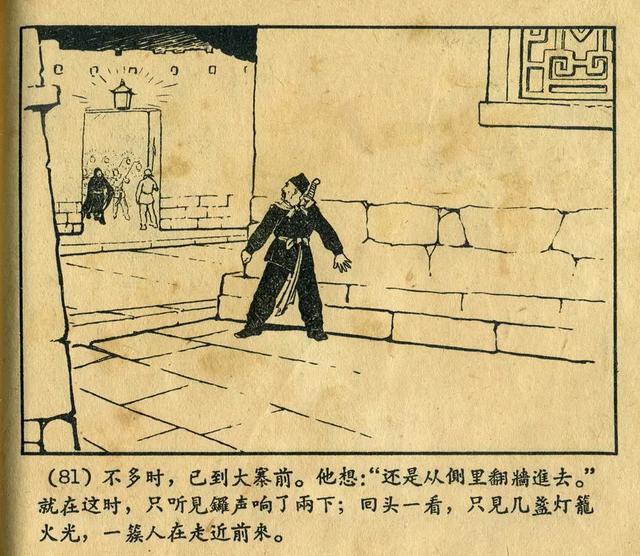 (81) 不多时，已到大寨前。他想：“还是从侧里翻牆進去。”
就在这时，只听見鑼声响了兩下；回头一看，只見几盏灯籠
火光，一簇人在走近前來。